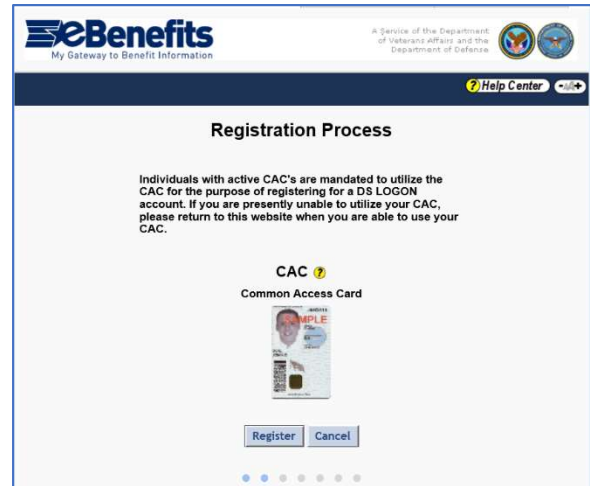 eBenefits
My Gateway to Benefit Information
A Service of the Department
of Veterans Affairs and the
Department of Defense
? Help Center
Registration Process
Individuals with active CAC's are mandated to utilize the
CAC for the purpose of registering for a DS LOGON
account. If you are presently unable to utilize your CAC,
please return to this website when you are able to use your
CAC.
CAC ?
Common Access Card
Register Cancel